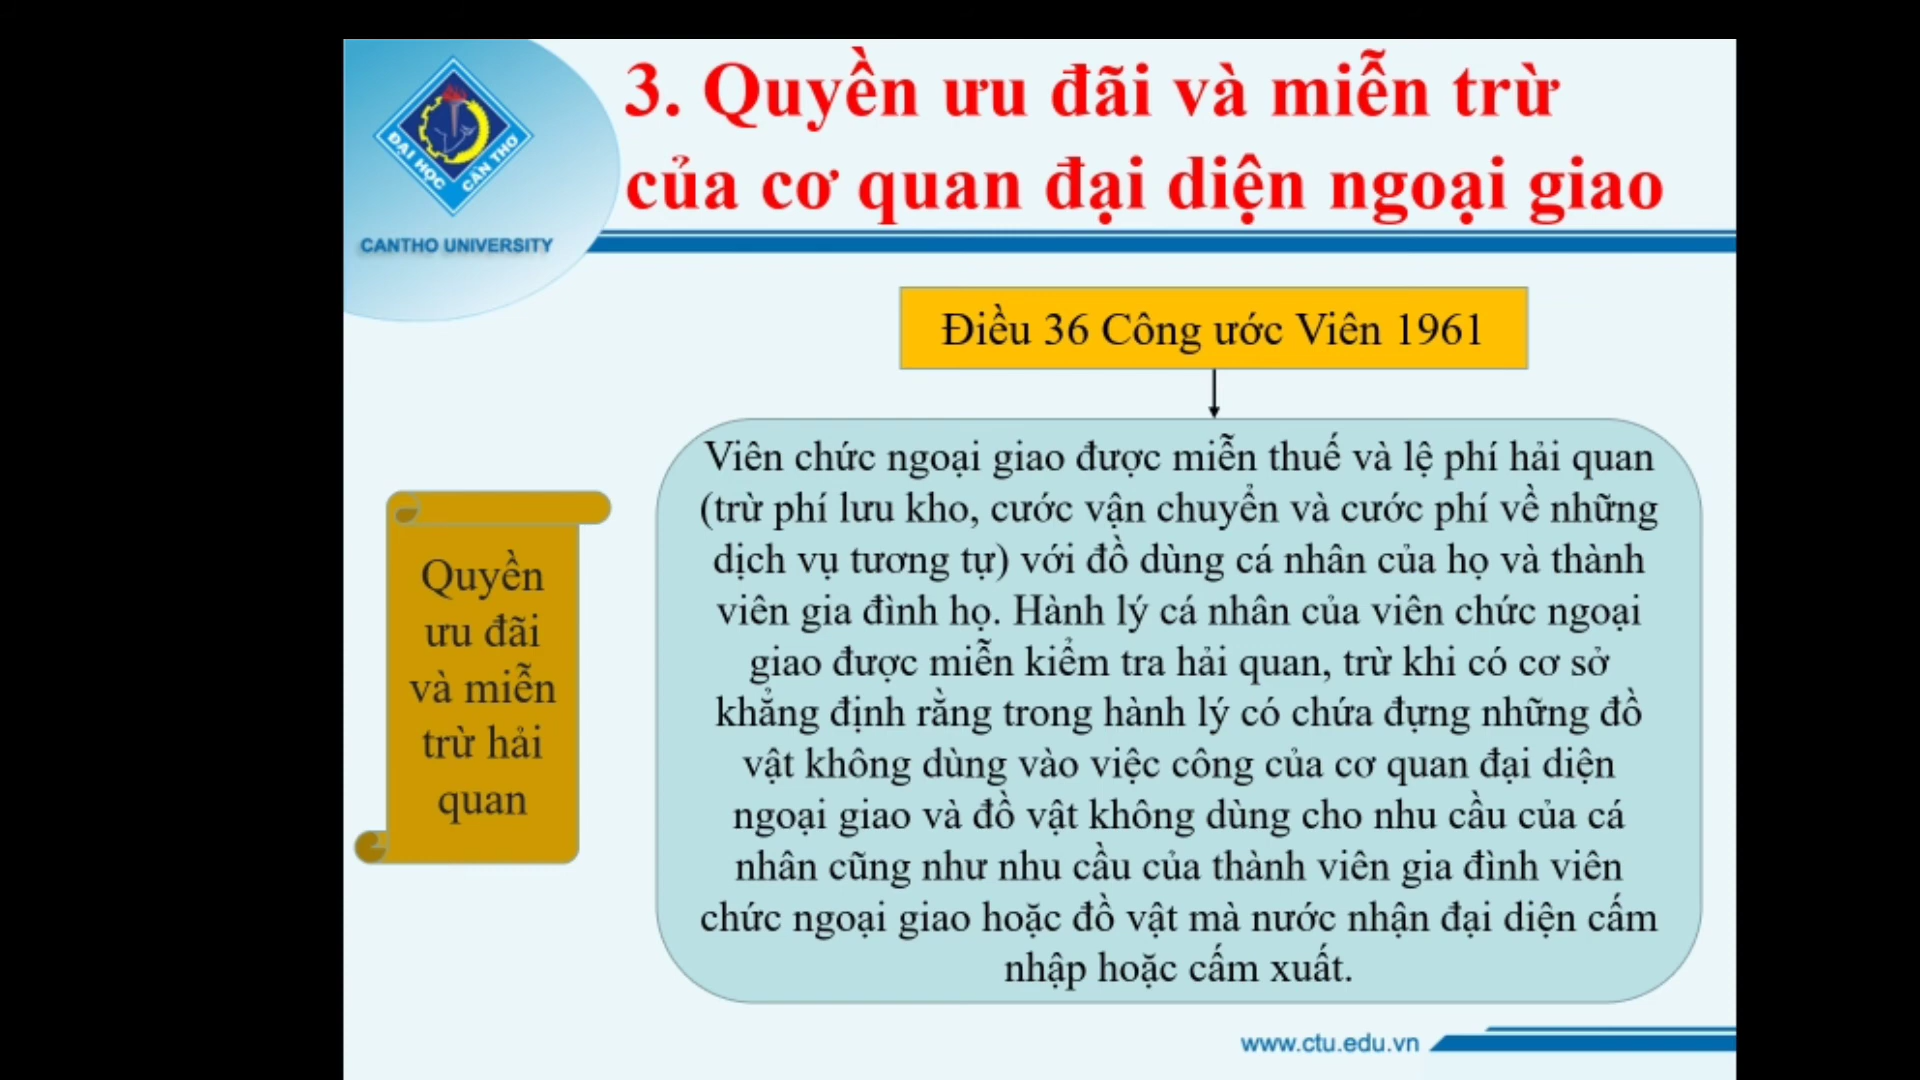 3. Quyền ưu đãi và miễn trừ
của cơ quan đại diện ngoại giao
ĐẠI HỌC CẦN THƠ
CANTHO UNIVERSITY
Điều 36 Công ước Viên 1961
Quyền
ưu đãi
và miễn
trừ hải
quan
Viên chức ngoại giao được miễn thuế và lệ phí hải quan
(trừ phí lưu kho, cước vận chuyển và cước phí về những
dịch vụ tương tự) với đồ dùng cá nhân của họ và thành
viên gia đình họ. Hành lý cá nhân của viên chức ngoại
giao được miễn kiểm tra hải quan, trừ khi có cơ sở
khẳng định rằng trong hành lý có chứa đựng những đồ
vật không dùng vào việc công của cơ quan đại diện
ngoại giao và đồ vật không dùng cho nhu cầu của cá
nhân cũng như nhu cầu của thành viên gia đình viên
chức ngoại giao hoặc đồ vật mà nước nhận đại diện cấm
nhập hoặc cấm xuất.
www.ctu.edu.vn